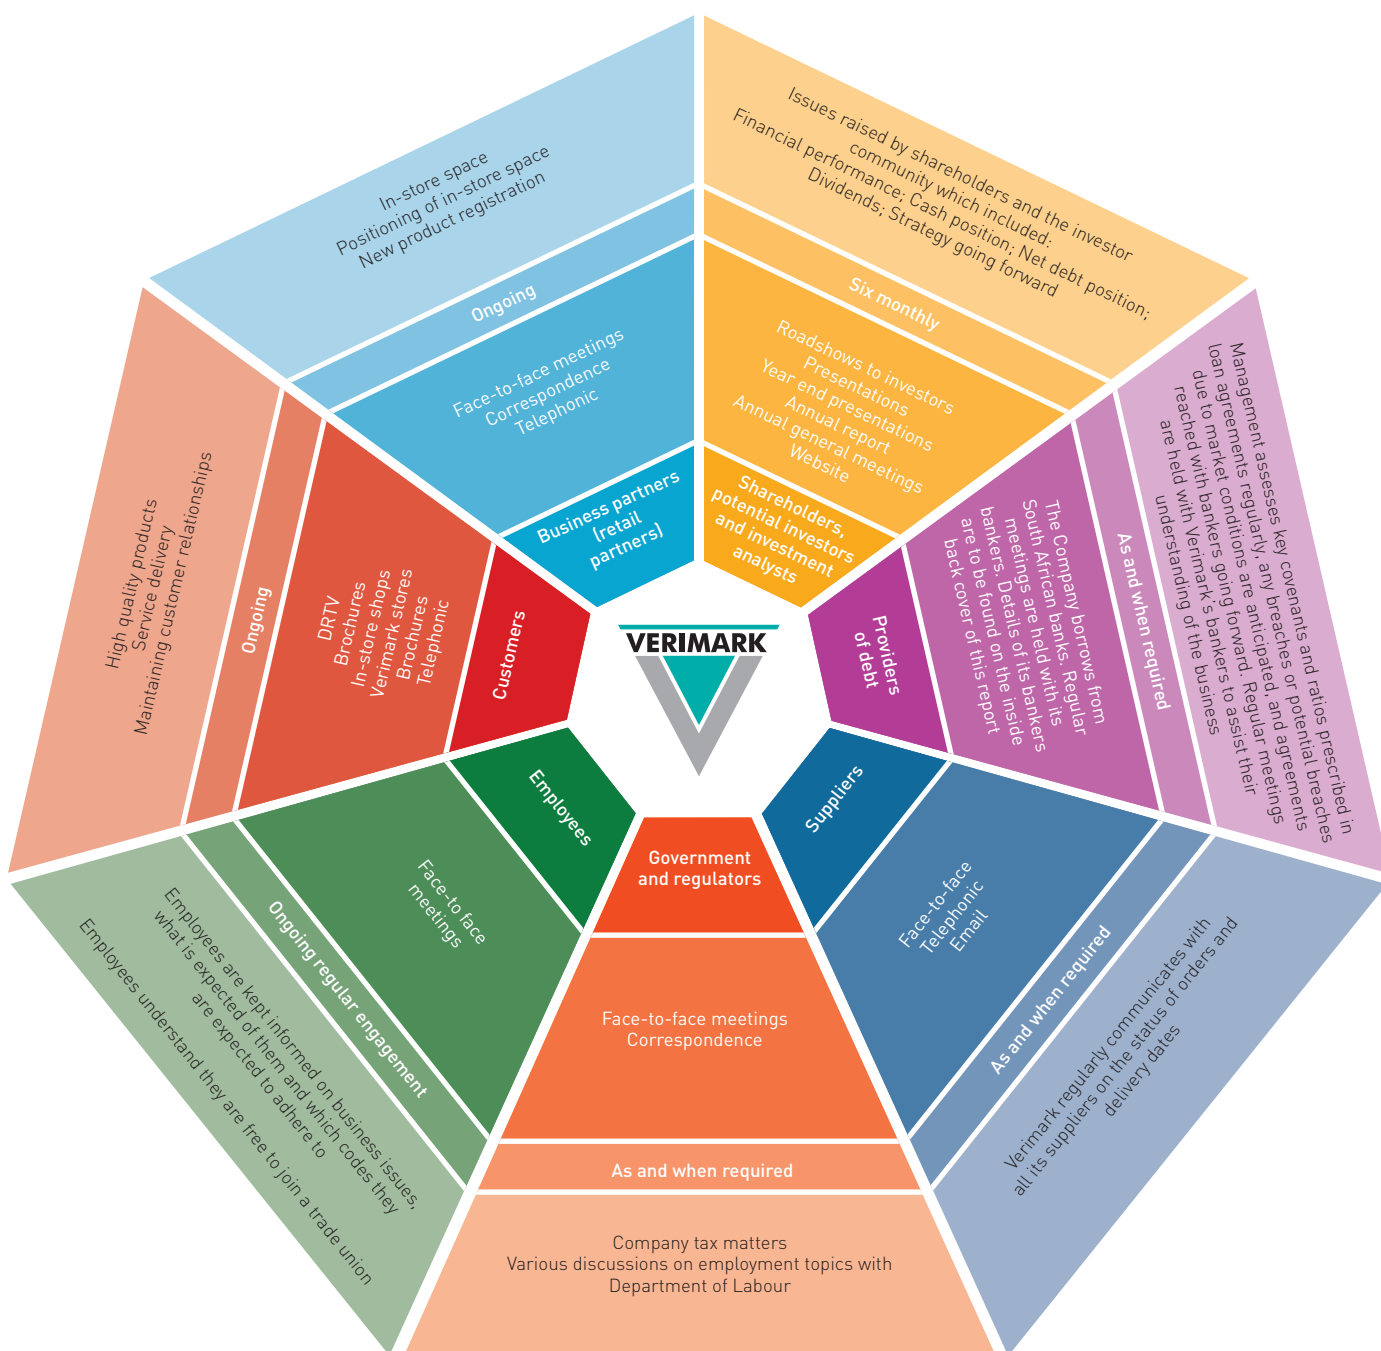 VERIMARK
Shareholders,
potential investors
and investment
analysts
Roadshows to investors
Presentations
Year end presentations
Annual report
Annual general meetings
Website
Six monthly
Issues raised by shareholders and the investor
community which included:
Financial performance; Cash position; Net debt position;
Dividends; Strategy going forward
Providers
of debt
The Company borrows from
South African banks. Regular
meetings are held with its
bankers. Details of its bankers
are to be found on the inside
back cover of this report
As and when required
Management assesses key covenants and ratios prescribed in
loan agreements regularly, any breaches or potential breaches
due to market conditions are anticipated, and agreements
reached with bankers going forward. Regular meetings
are held with Verimark's bankers to assist their
understanding of the business
Suppliers
Face-to-face
Telephonic
Email
As and when required
Verimark regularly communicates with
all its suppliers on the status of orders and
delivery dates
Government
and regulators
Face-to-face meetings
Correspondence
As and when required
Company tax matters
Various discussions on employment topics with
Department of Labour
Employees
Face-to face
meetings
Ongoing regular engagement
Employees are kept informed on business issues,
what is expected of them and which codes they
are expected to adhere to
Employees understand they are free to join a trade union
Customers
DRTV
Brochures
In-store shops
Verimark stores
Brochures
Telephonic
Ongoing
High quality products
Service delivery
Maintaining customer relationships
Business partners
(retail
partners)
Face-to-face meetings
Correspondence
Telephonic
Ongoing
In-store space
Positioning of in-store space
New product registration